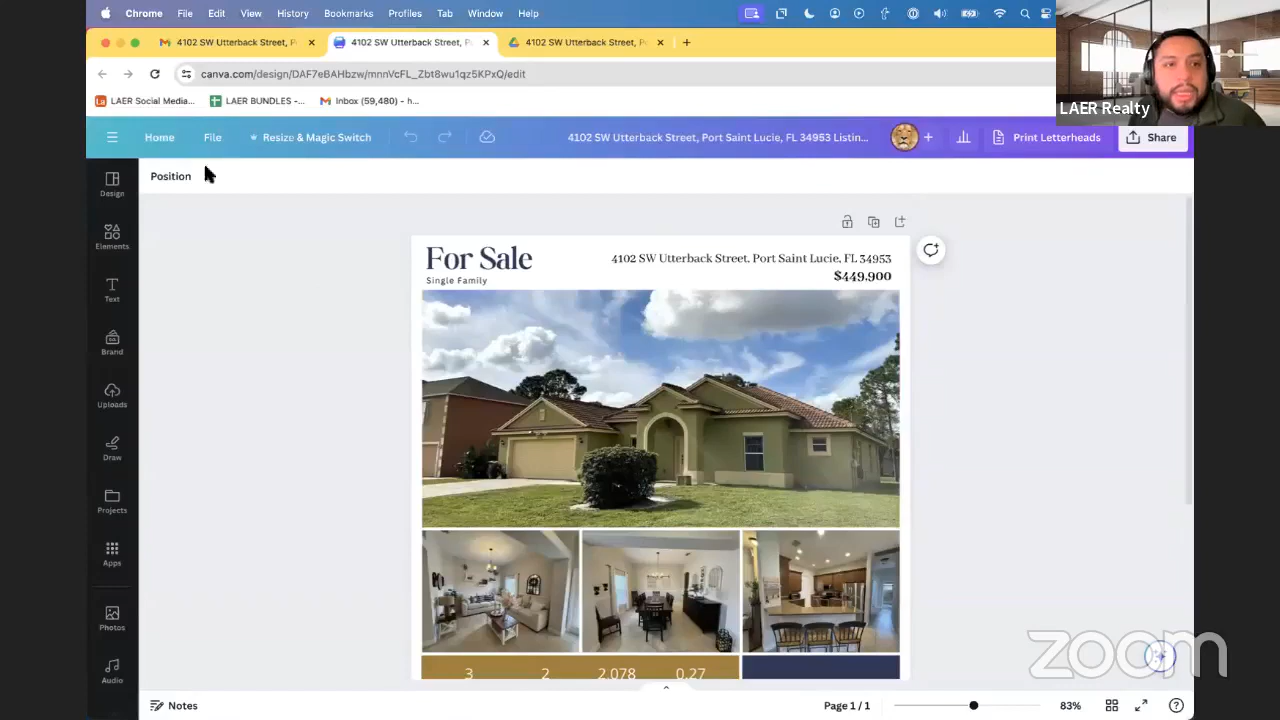 Chrome File Edit View History Bookmarks Profiles Tab Window Help
4102 SW Utterback Street, P
4102 SW Utterback Street, P
4102 SW Utterback Street, P
canva.com/design/DAF7eBAHbzw/mnnVcFL_Zbt8wu1qz5KPxQ/edit
LAER Social Media...
LAER BUNDLES -...
Inbox (59,480) - h...
LAER Realty
Home
File
Resize & Magic Switch
4102 SW Utterback Street, Port Saint Lucie, FL 34953 Listin...
Print Letterheads
Share
Position
Design
Elements
Text
Brand
Uploads
Draw
Projects
Apps
Photos
Audio
For Sale
Single Family
4102 SW Utterback Street, Port Saint Lucie, FL 34953
$449,900
3 2 2,078 0.27
zoom
Notes
Page 1 / 1
83%